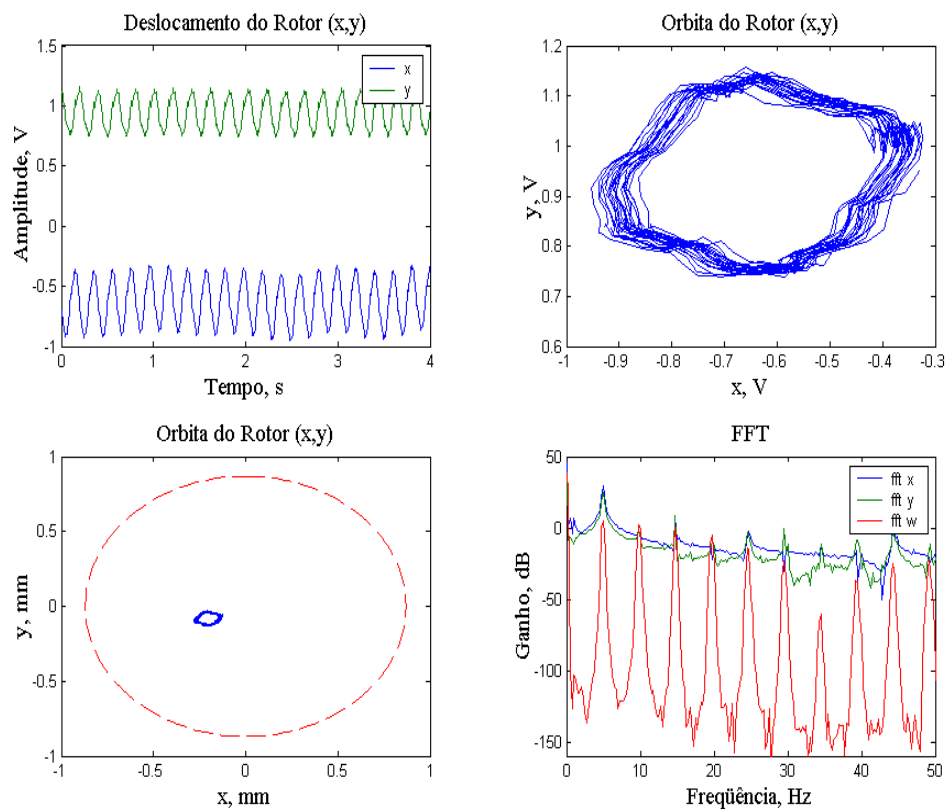 Deslocamento do Rotor (x,y)
1.5
1
0.5
0
-0.5
-1
Amplitude, V
x
y
0
1
2
3
4
Tempo, s
Orbita do Rotor (x,y)
1.2
1.1
1
0.9
0.8
0.7
0.6
y, V
-1
-0.9
-0.8
-0.7
-0.6
-0.5
-0.4
-0.3
x, V
Orbita do Rotor (x,y)
1
0.5
0
-0.5
-1
y, mm
-1
-0.5
0
0.5
1
x, mm
FFT
50
0
-50
-100
-150
Ganho, dB
fft x
fft y
fft w
0
10
20
30
40
50
Freqüência, Hz